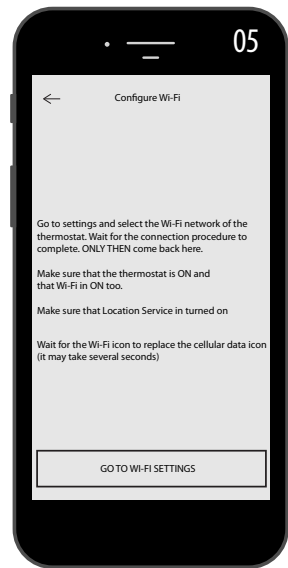 05
Configure Wi-Fi
Go to settings and select the Wi-Fi network of the
thermostat. Wait for the connection procedure to
complete. ONLY THEN come back here.
Make sure that the thermostat is ON and
that Wi-Fi in ON too.
Make sure that Location Service in turned on
Wait for the Wi-Fi icon to replace the cellular data icon
(it may take several seconds)
GO TO WI-FI SETTINGS